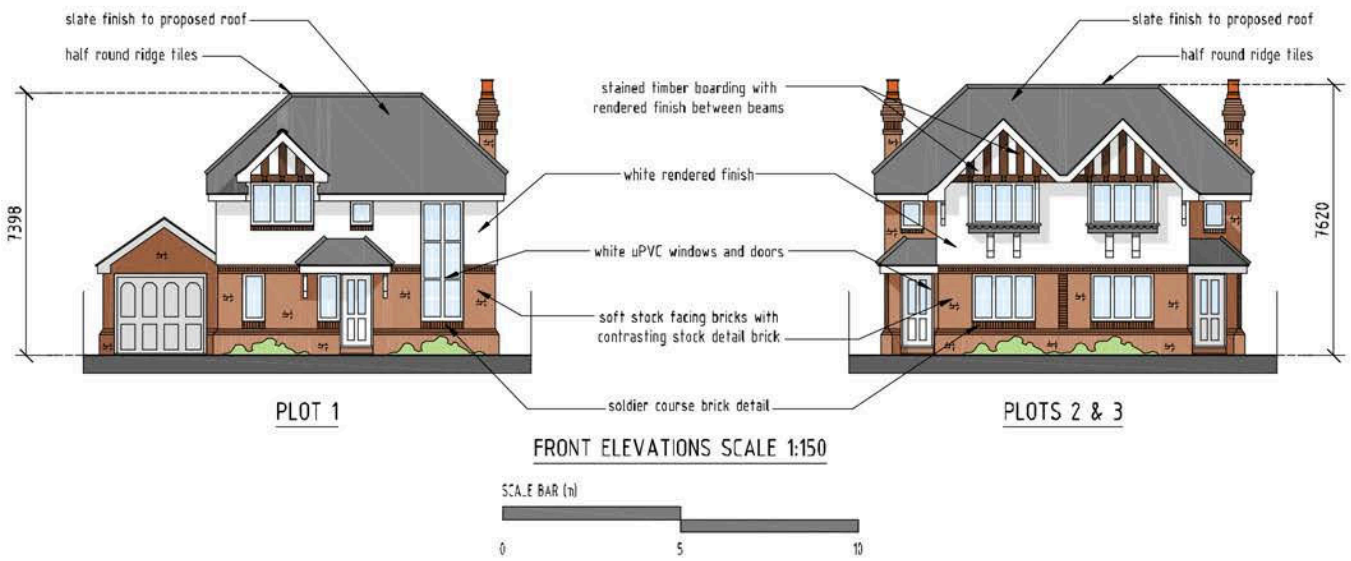 slate finish to proposed roof
half round ridge tiles
7398
PLOT 1
stained timber boarding with
rendered finish between beams
white rendered finish
white uPVC windows and doors
soft stock facing bricks with
contrasting stock detail brick
soldier course brick detail
slate finish to proposed roof
half round ridge tiles
7620
PLOTS 2 & 3
FRONT ELEVATIONS SCALE 1:150
SCALE BAR (m)
0 5 10